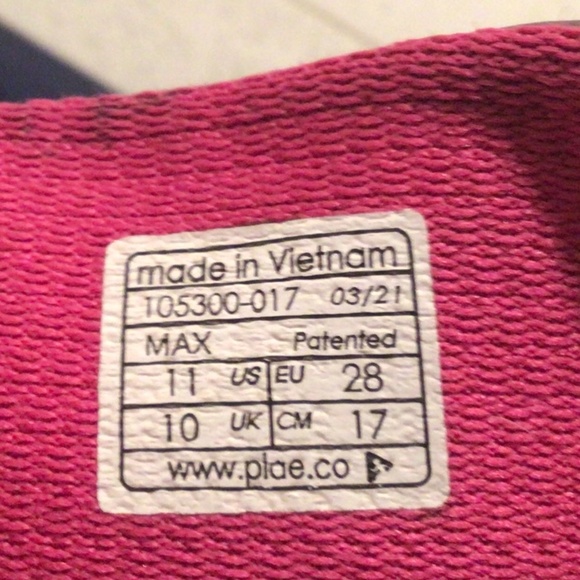 made in Vietnam
105300-017 03/21
MAX Patented
11 US EU 28
10 UK CM 17
www.plae.co